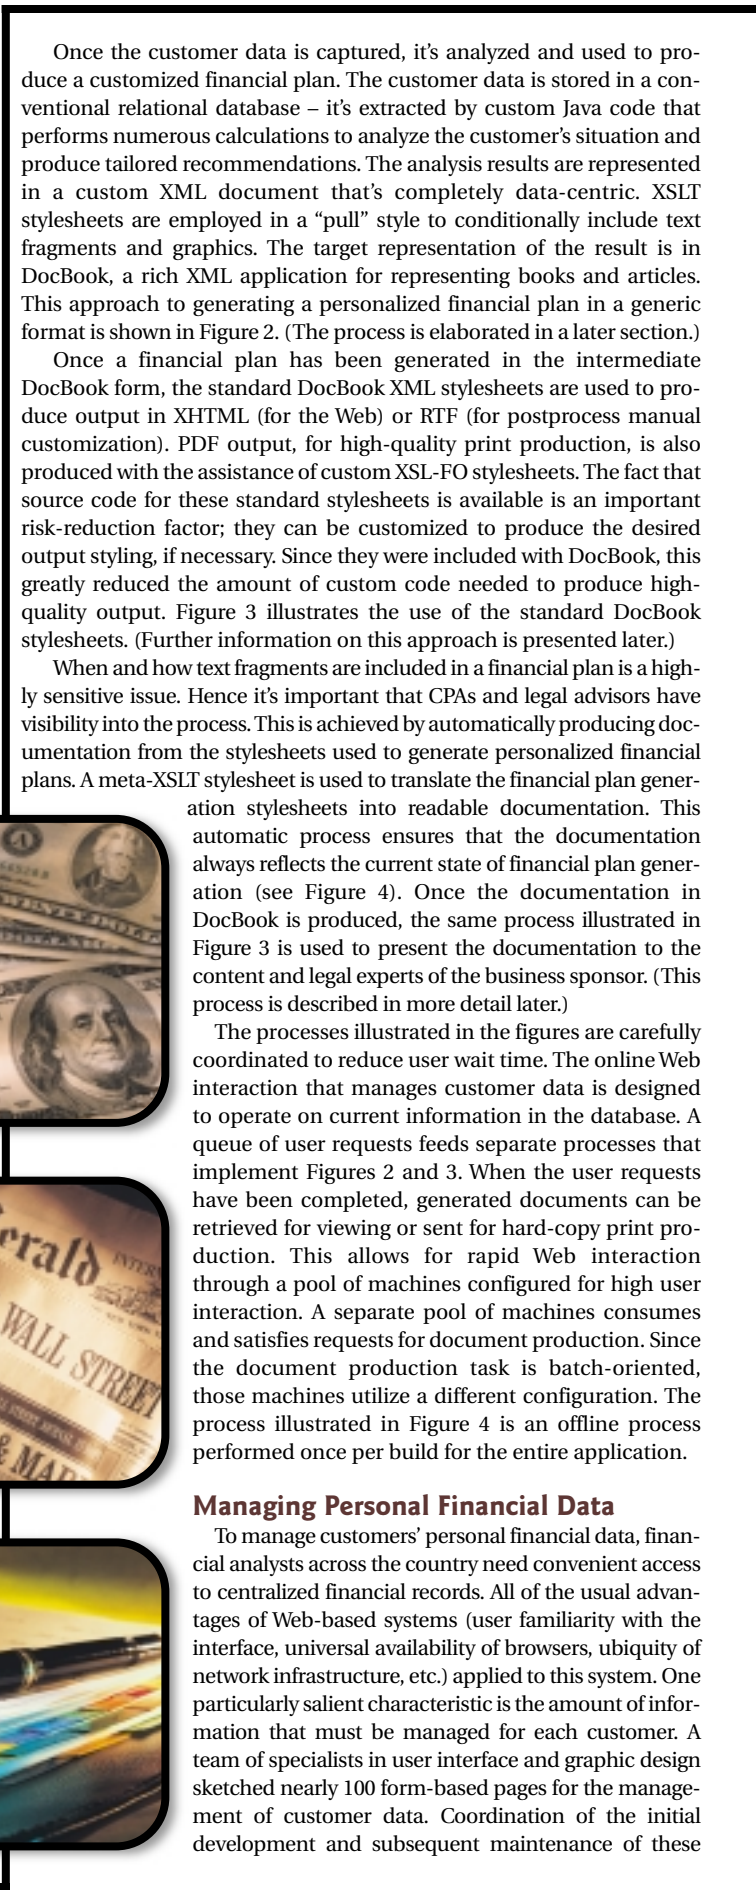 Once the customer data is captured, it’s analyzed and used to pro-
duce a customized financial plan. The customer data is stored in a con-
ventional relational database – it’s extracted by custom Java code that
performs numerous calculations to analyze the customer’s situation and
produce tailored recommendations. The analysis results are represented
in a custom XML document that’s completely data-centric. XSLT
stylesheets are employed in a “pull” style to conditionally include text
fragments and graphics. The target representation of the result is in
DocBook, a rich XML application for representing books and articles.
This approach to generating a personalized financial plan in a generic
format is shown in Figure 2. (The process is elaborated in a later section.)
Once a financial plan has been generated in the intermediate
DocBook form, the standard DocBook XML stylesheets are used to pro-
duce output in XHTML (for the Web) or RTF (for postprocess manual
customization). PDF output, for high-quality print production, is also
produced with the assistance of custom XSL-FO stylesheets. The fact that
source code for these standard stylesheets is available is an important
risk-reduction factor; they can be customized to produce the desired
output styling, if necessary. Since they were included with DocBook, this
greatly reduced the amount of custom code needed to produce high-
quality output. Figure 3 illustrates the use of the standard DocBook
stylesheets. (Further information on this approach is presented later.)
When and how text fragments are included in a financial plan is a high-
ly sensitive issue. Hence it’s important that CPAs and legal advisors have
visibility into the process. This is achieved by automatically producing doc-
umentation from the stylesheets used to generate personalized financial
plans. A meta-XSLT stylesheet is used to translate the financial plan gener-
ation stylesheets into readable documentation. This
automatic process ensures that the documentation
always reflects the current state of financial plan gener-
ation (see Figure 4). Once the documentation in
DocBook is produced, the same process illustrated in
Figure 3 is used to present the documentation to the
content and legal experts of the business sponsor. (This
process is described in more detail later.)
The processes illustrated in the figures are carefully
coordinated to reduce user wait time. The online Web
interaction that manages customer data is designed
to operate on current information in the database. A
queue of user requests feeds separate processes that
implement Figures 2 and 3. When the user requests
have been completed, generated documents can be
retrieved for viewing or sent for hard-copy print pro-
duction. This allows for rapid Web interaction
through a pool of machines configured for high user
interaction. A separate pool of machines consumes
and satisfies requests for document production. Since
the document production task is batch-oriented,
those machines utilize a different configuration. The
process illustrated in Figure 4 is an offline process
performed once per build for the entire application.
erald
WALL STREET
& MAR
Managing Personal Financial Data
To manage customers’ personal financial data, finan-
cial analysts across the country need convenient access
to centralized financial records. All of the usual advan-
tages of Web-based systems (user familiarity with the
interface, universal availability of browsers, ubiquity of
network infrastructure, etc.) applied to this system. One
particularly salient characteristic is the amount of infor-
mation that must be managed for each customer. A
team of specialists in user interface and graphic design
sketched nearly 100 form-based pages for the manage-
ment of customer data. Coordination of the initial
development and subsequent maintenance of these